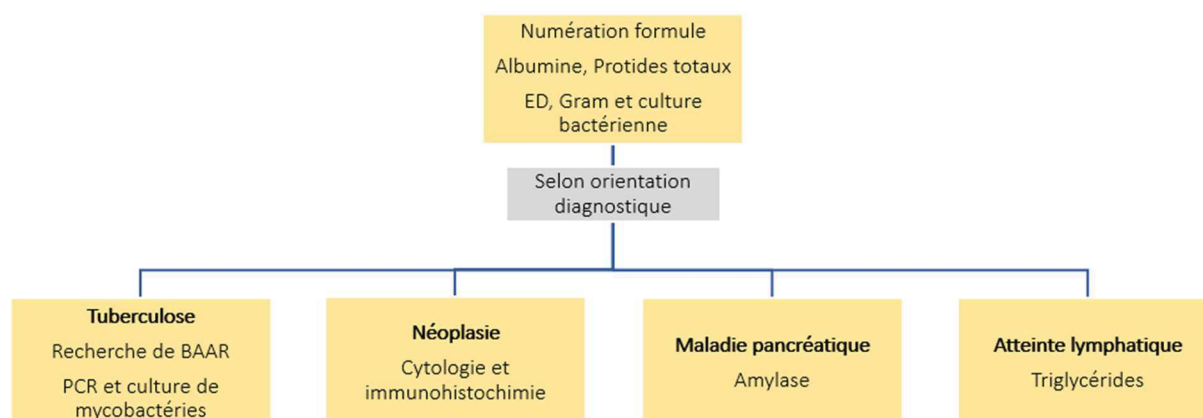 Numération formule
Albumine, Protides totaux
ED, Gram et culture
bactérienne
Selon orientation
diagnostique
Tuberculose
Recherche de BAAR
PCR et culture de
mycobactéries
Néoplasie
Cytologie et
immunohistochimie
Maladie pancréatique
Amylase
Atteinte lymphatique
Triglycérides